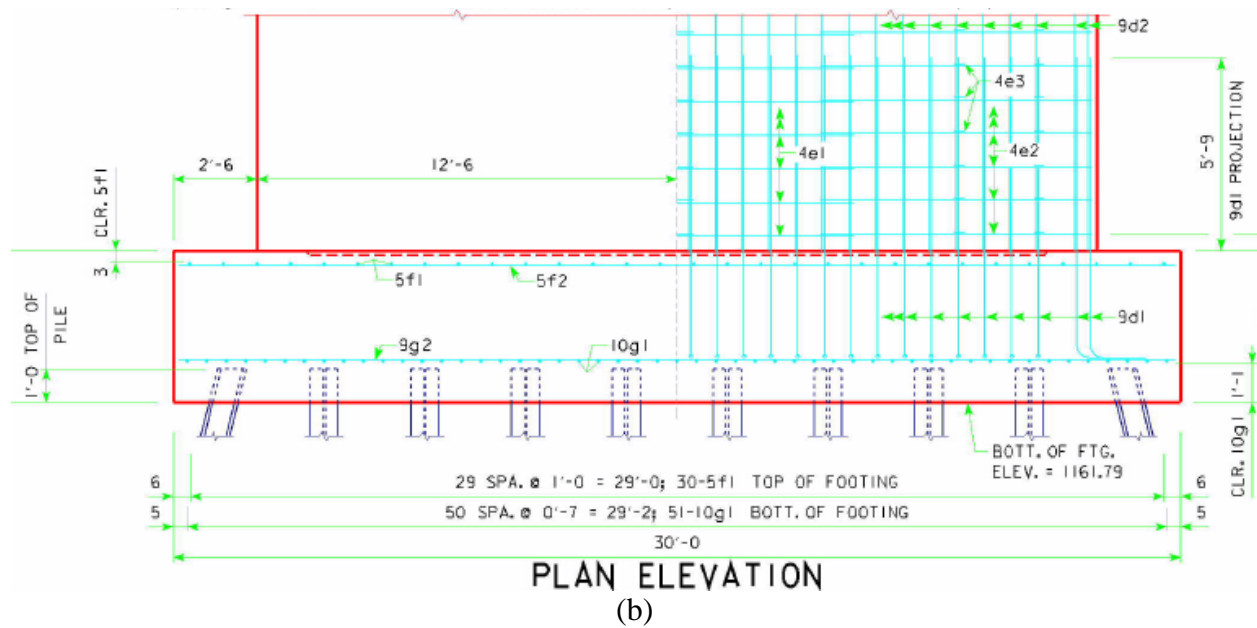 9d2
4e3
4e1
4e2
5'-9
9d1 PROJECTION
2'-6
12'-6
CLR. 5f1
3
5f1
5f2
9d1
9g2
10g1
1'-0 TOP OF
PILE
1'-1
CLR. 10g1
BOTT. OF FTG.
ELEV. = 1161.79
6
29 SPA. @ 1'-0 = 29'-0; 30-5f1 TOP OF FOOTING
6
5
50 SPA. @ 0'-7 = 29'-2; 51-10g1 BOTT. OF FOOTING
5
30'-0
PLAN ELEVATION
(b)